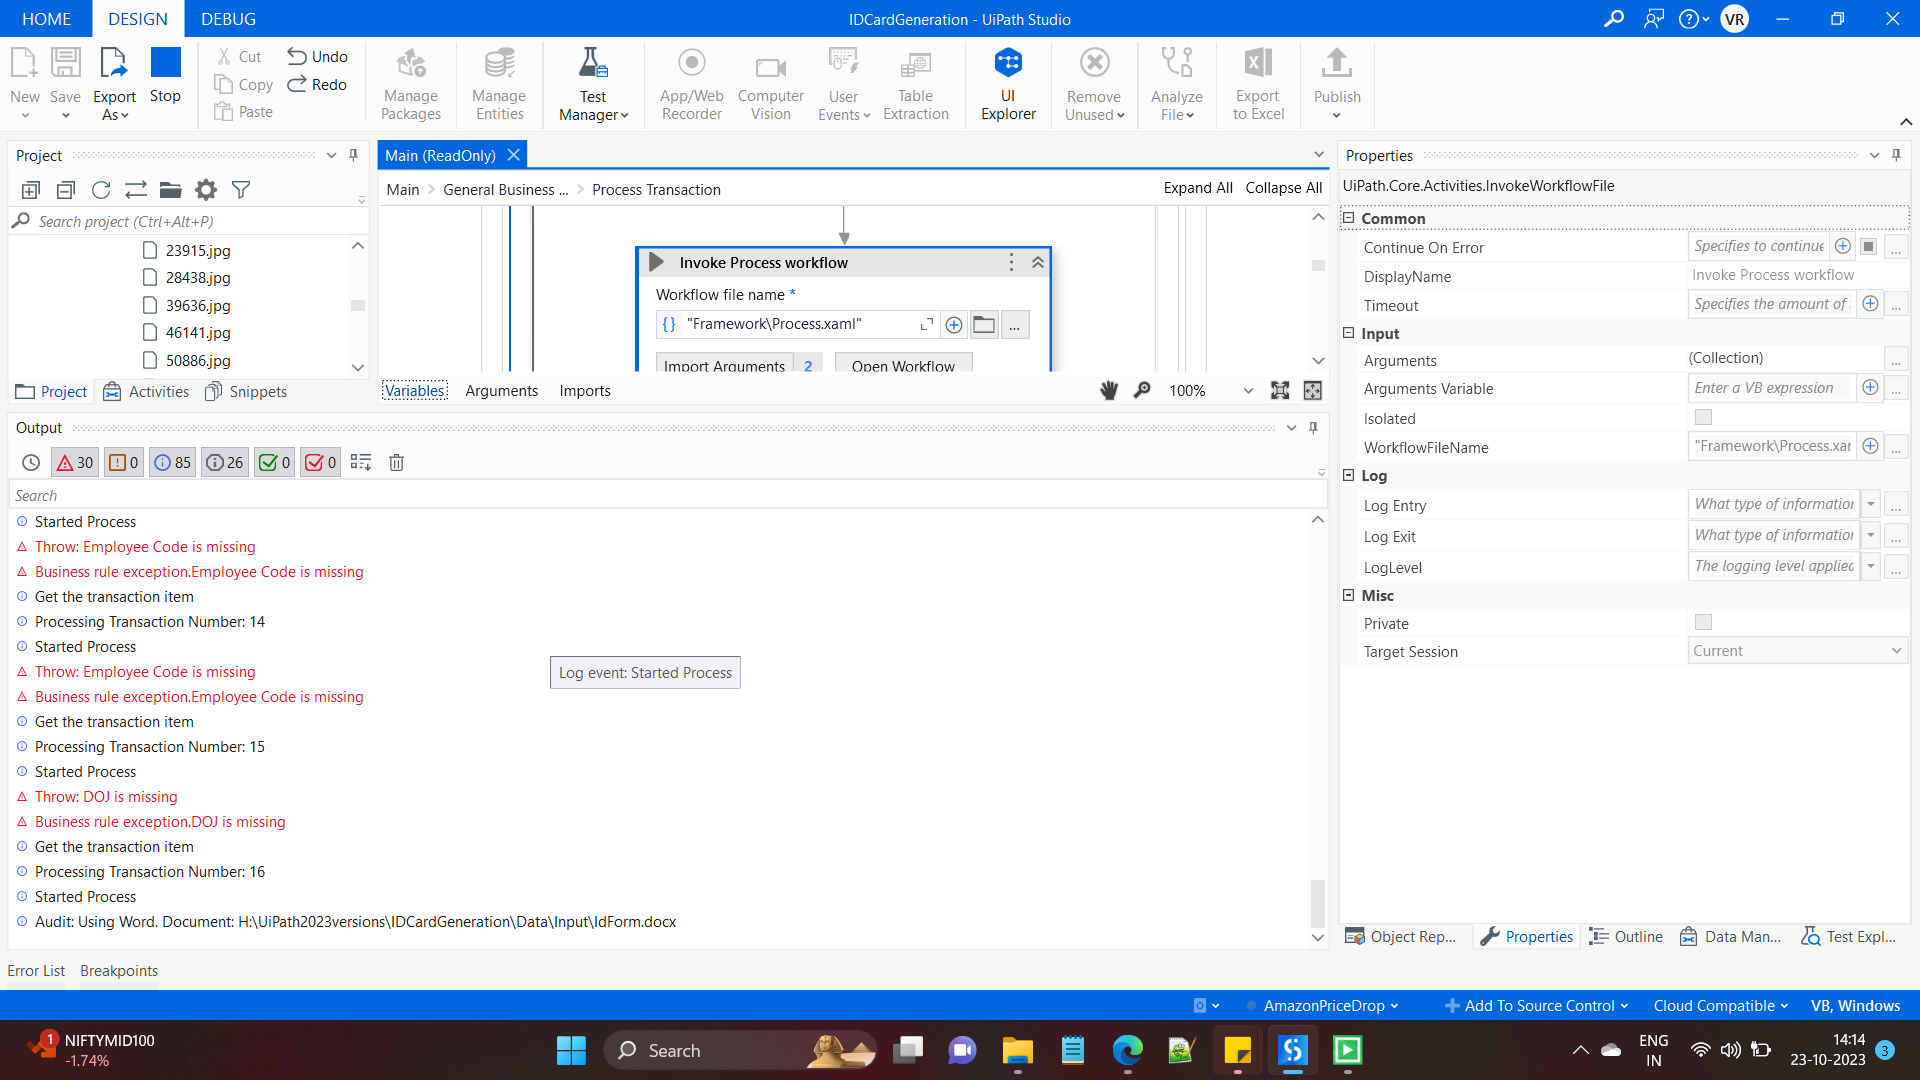 HOME DESIGN DEBUG
IDCardGeneration - UiPath Studio
VR
New
Save
Export As
Stop
Cut
Copy
Paste
Undo
Redo
Manage Packages
Manage Entities
Test Manager
App/Web Recorder
Computer Vision
User Events
Table Extraction
UI Explorer
Remove Unused
Analyze File
Export to Excel
Publish
Project
Search project (Ctrl+Alt+P)
23915.jpg
28438.jpg
39636.jpg
46141.jpg
50886.jpg
Project Activities Snippets
Main (ReadOnly)
Main > General Business ... > Process Transaction
Expand All Collapse All
Invoke Process workflow
Workflow file name *
{} "Framework\Process.xaml"
...
Import Arguments 2 Open Workflow
Variables Arguments Imports
100%
Output
30 0 85 26 0 0
Search
Started Process
Throw: Employee Code is missing
Business rule exception.Employee Code is missing
Get the transaction item
Processing Transaction Number: 14
Started Process
Throw: Employee Code is missing
Business rule exception.Employee Code is missing
Get the transaction item
Processing Transaction Number: 15
Started Process
Throw: DOJ is missing
Business rule exception.DOJ is missing
Get the transaction item
Processing Transaction Number: 16
Started Process
Audit: Using Word. Document: H:\UiPath2023versions\IDCardGeneration\Data\Input\IdForm.docx
Log event: Started Process
Error List Breakpoints
Properties
UiPath.Core.Activities.InvokeWorkflowFile
Common
Continue On Error Specifies to continue ...
DisplayName Invoke Process workflow
Timeout Specifies the amount of ...
Input
Arguments (Collection) ...
Arguments Variable Enter a VB expression ...
Isolated
WorkflowFileName "Framework\Process.xar ...
Log
Log Entry What type of information ...
Log Exit What type of information ...
LogLevel The logging level applied ...
Misc
Private
Target Session Current
Object Rep... Properties Outline Data Man... Test Expl...
AmazonPriceDrop Add To Source Control Cloud Compatible VB, Windows
1
NIFTYMID100
-1.74%
Search
ENG
IN
14:14
23-10-2023
3